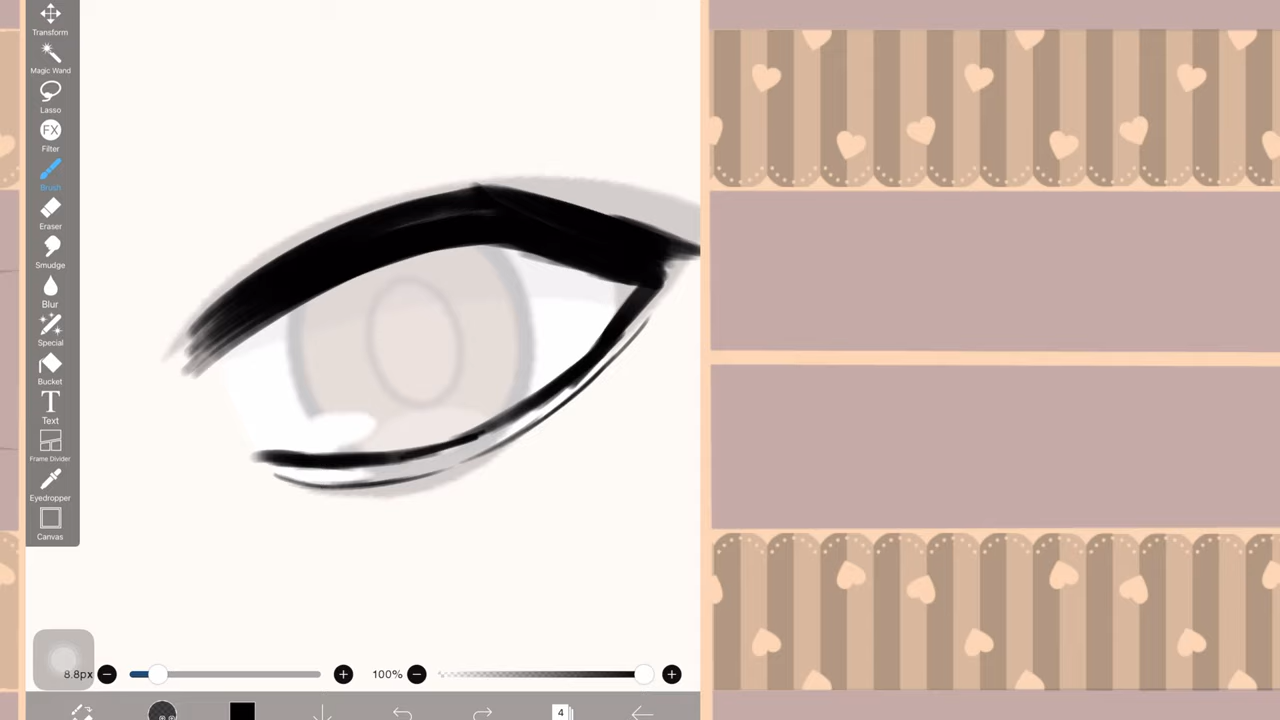 Transform
Magic Wand
Lasso
FX
Filter
Brush
Eraser
Smudge
Blur
Special
Bucket
T
Text
Frame Divider
Eyedropper
Canvas
8.8px
100%
4